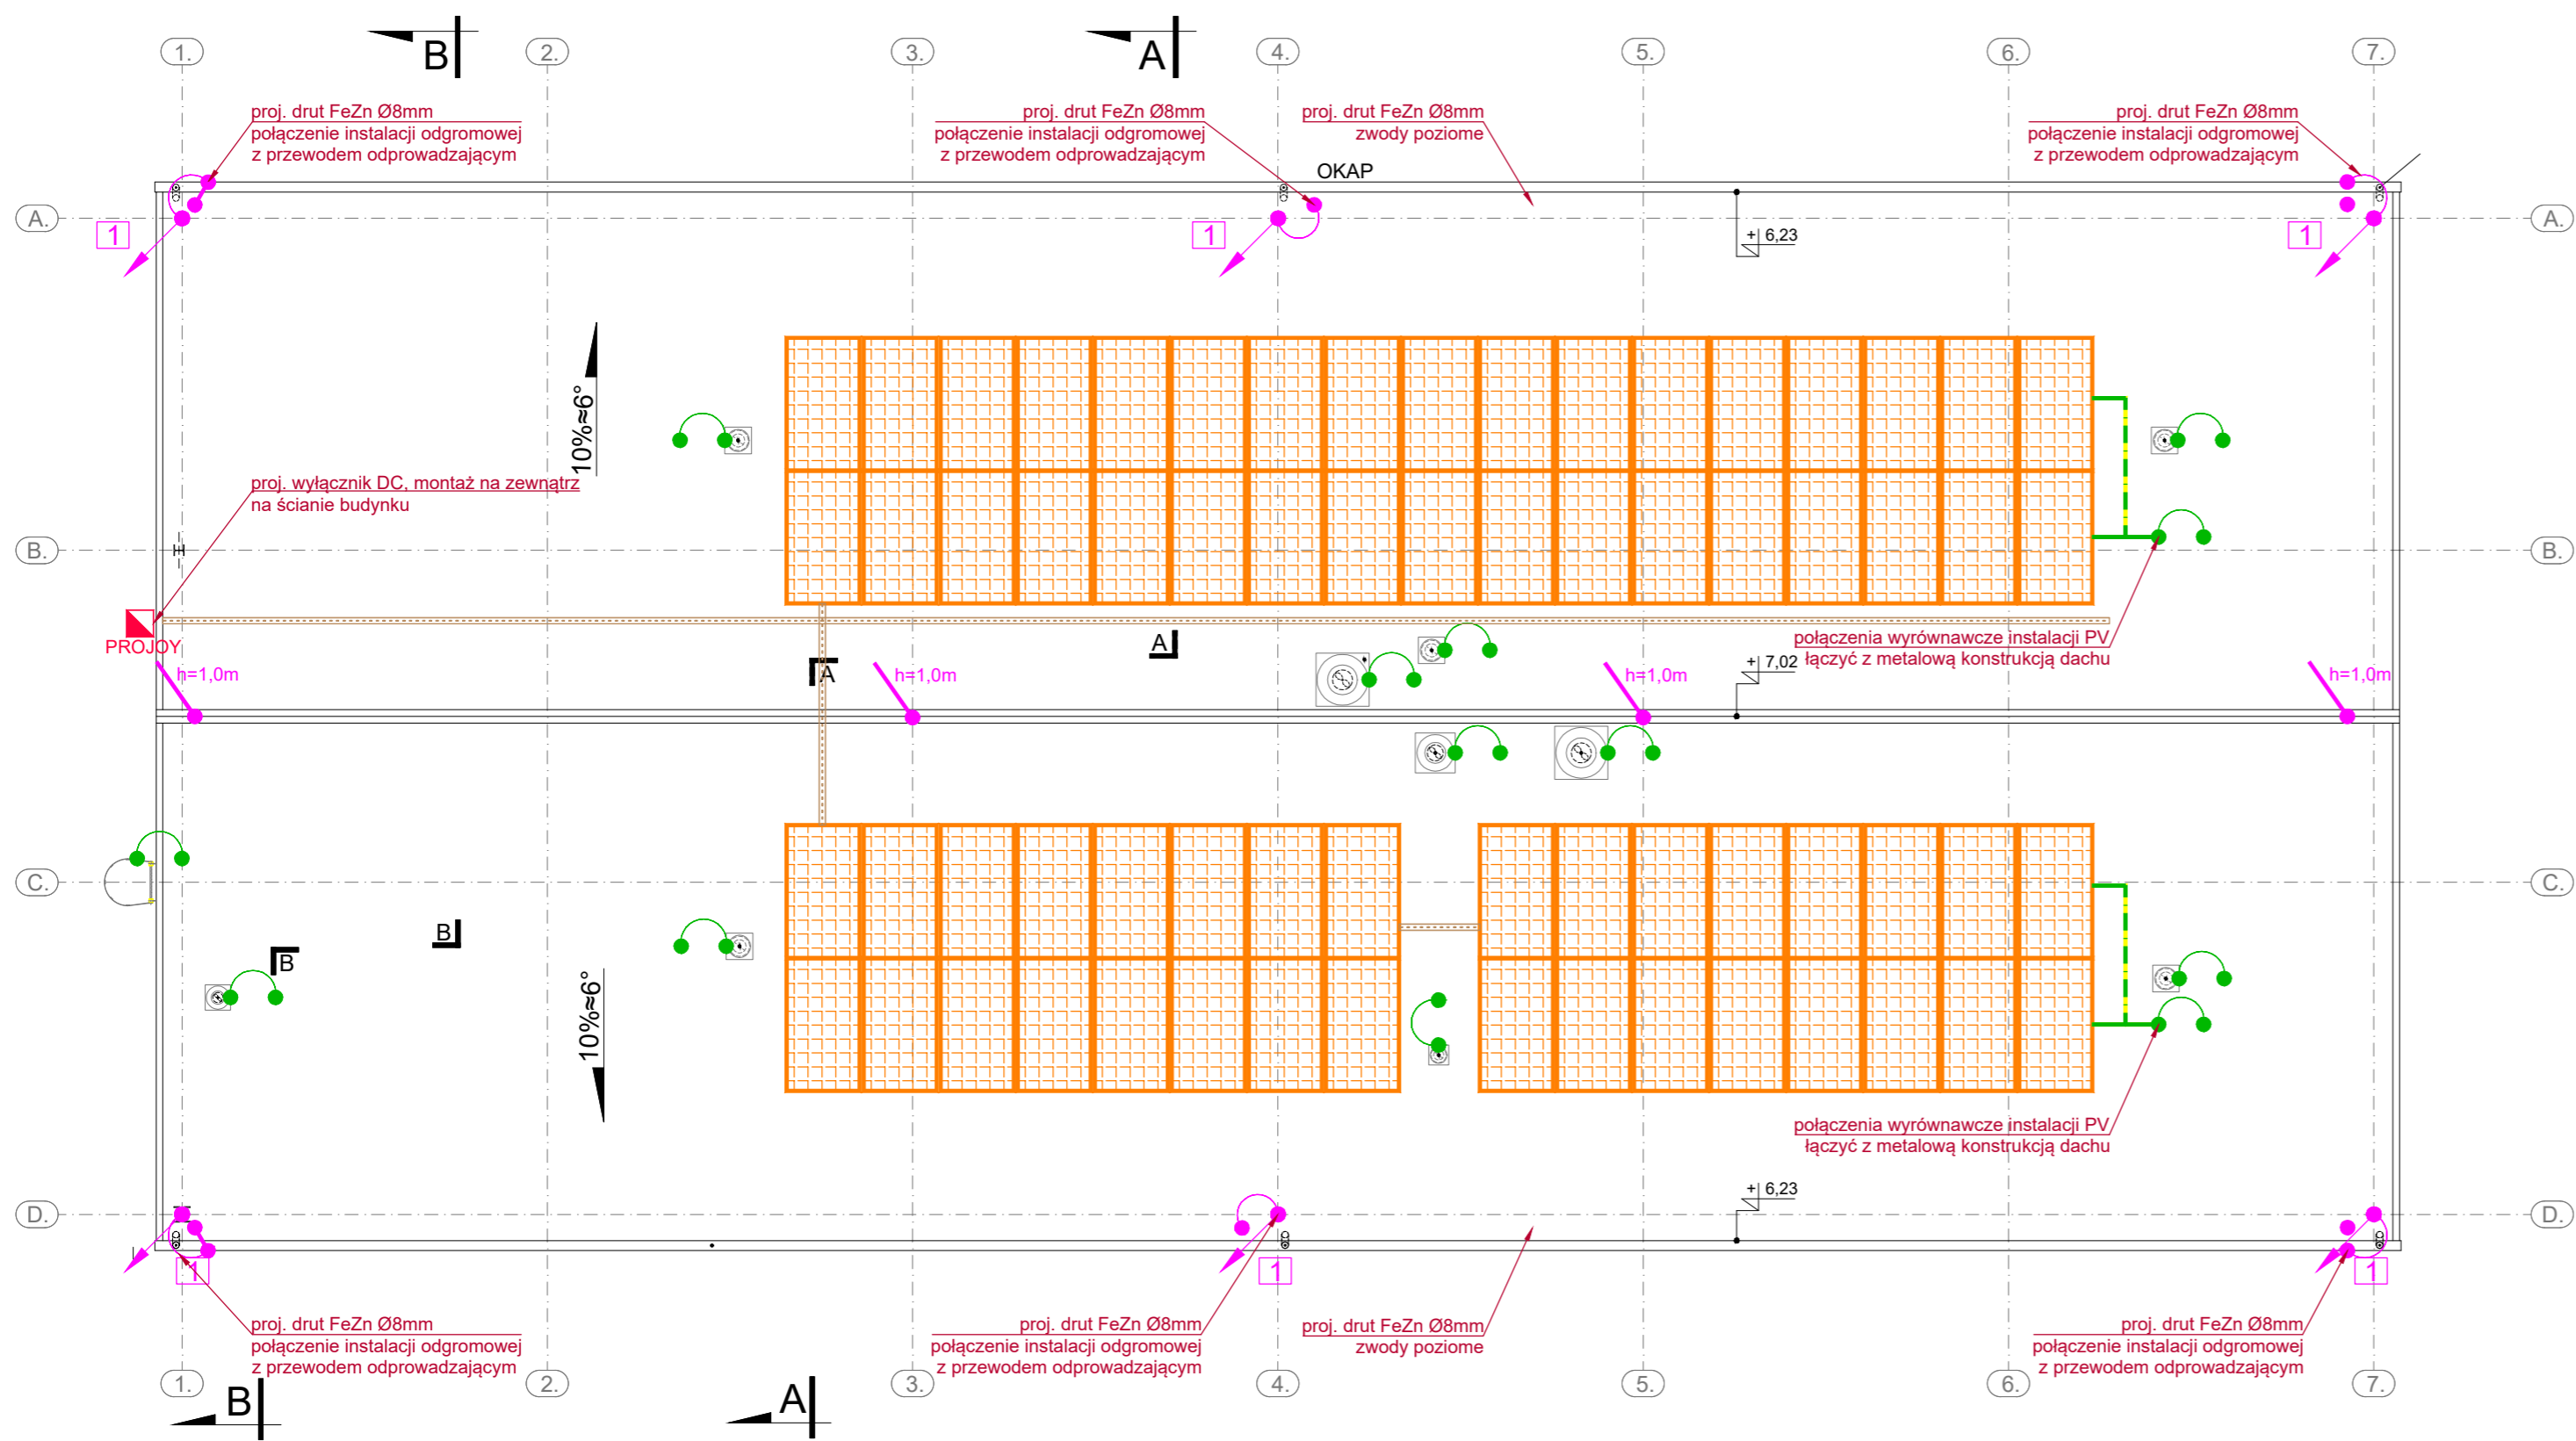 1.
B
2.
3.
A
4.
5.
6.
7.
proj. drut FeZn Ø8mm
połączenie instalacji odgromowej
z przewodem odprowadzającym
proj. drut FeZn Ø8mm
połączenie instalacji odgromowej
z przewodem odprowadzającym
proj. drut FeZn Ø8mm
zwody poziome
proj. drut FeZn Ø8mm
połączenie instalacji odgromowej
z przewodem odprowadzającym
OKAP
A.
1
1
+ 6,23
1
A.
10%≈6°
proj. wyłącznik DC, montaż na zewnątrz
na ścianie budynku
B.
B.
PROJOY
h=1,0m
A
h=1,0m
A
h=1,0m
+ 7,02
połączenia wyrównawcze instalacji PV
łączyć z metalową konstrukcją dachu
h=1,0m
C.
C.
B
B
10%≈6°
połączenia wyrównawcze instalacji PV
łączyć z metalową konstrukcją dachu
D.
+ 6,23
D.
1
1
1
proj. drut FeZn Ø8mm
połączenie instalacji odgromowej
z przewodem odprowadzającym
proj. drut FeZn Ø8mm
połączenie instalacji odgromowej
z przewodem odprowadzającym
proj. drut FeZn Ø8mm
zwody poziome
proj. drut FeZn Ø8mm
połączenie instalacji odgromowej
z przewodem odprowadzającym
1.
2.
3.
4.
5.
6.
7.
B
A